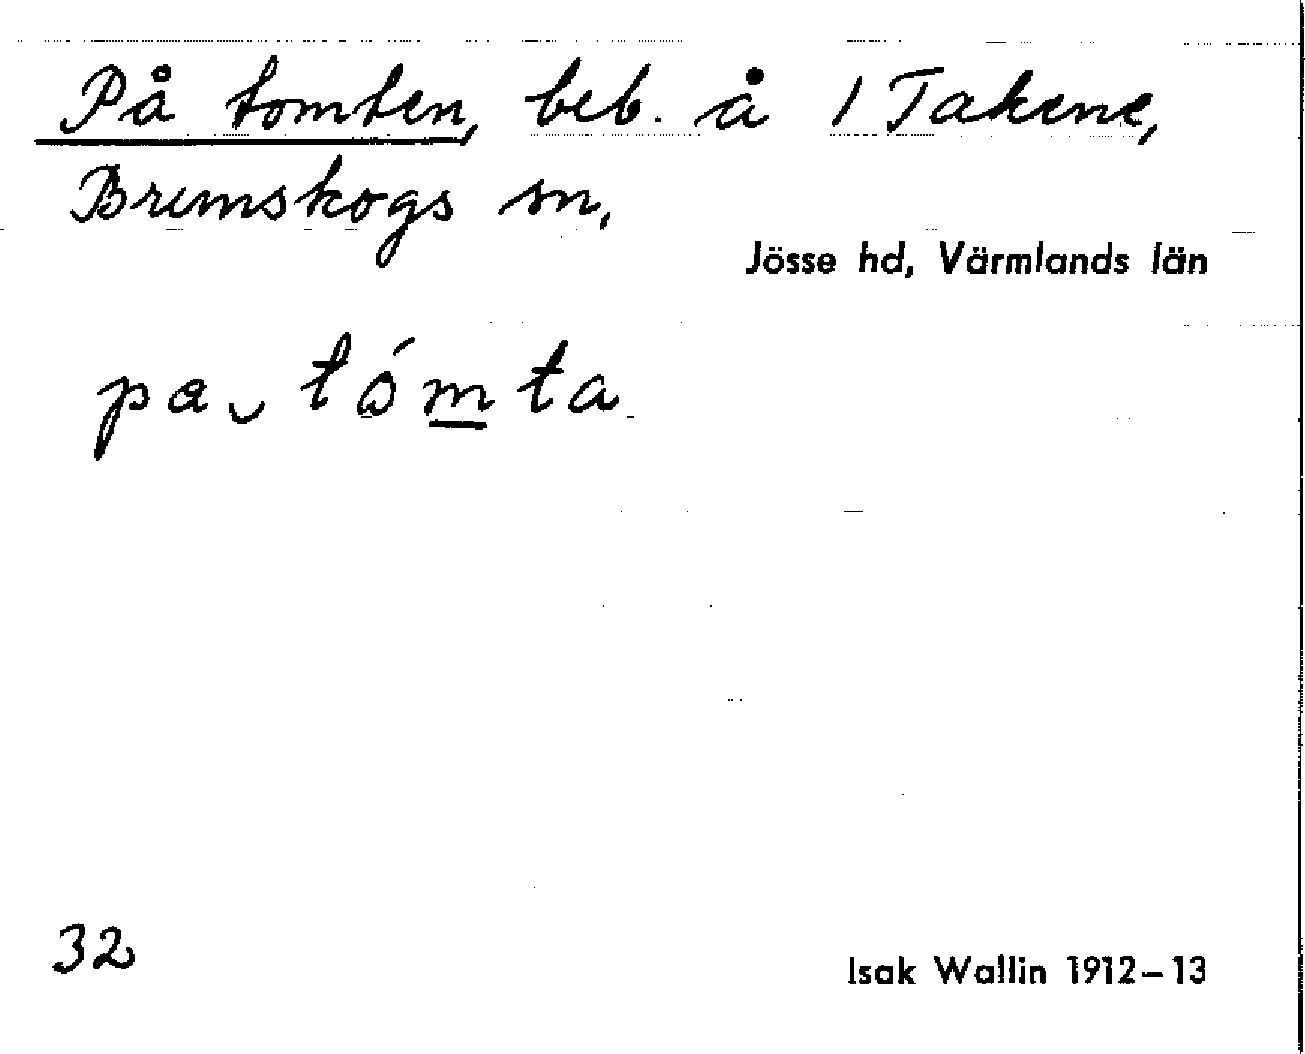 På tomten, beb. å 1 Takene,
Brunskogs sn,
Jösse hd, Värmlands län
pa‿tómta
32
Isak Wallin 1912–13